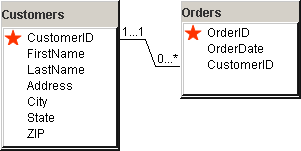 Customers
CustomerID
FirstName
LastName
Address
City
State
ZIP
1...1
0...*
Orders
OrderID
OrderDate
CustomerID